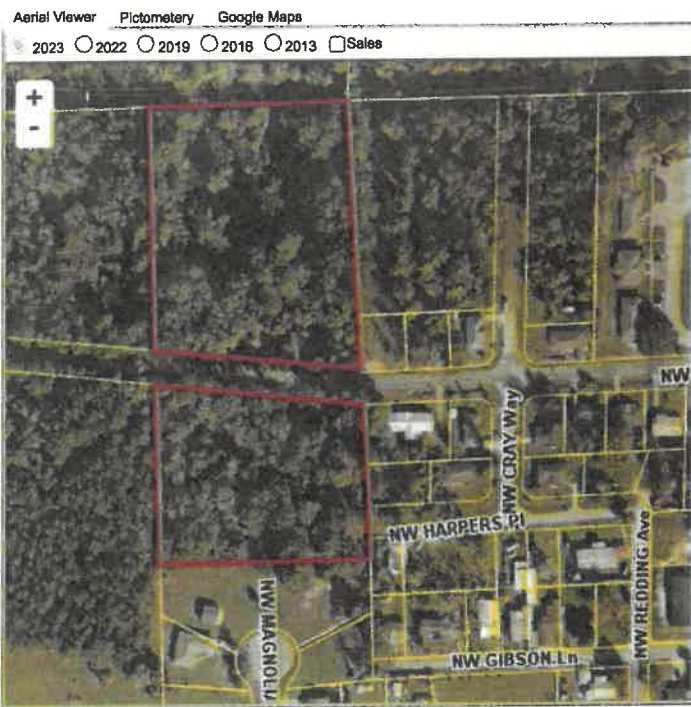 Aerial Viewer Pictometery Google Maps
2023 2022 2019 2016 2013 Sales
+
-
NW
NW CRAY Way
NW HARPERS Pl
NW REDDING Ave
NW MAGNOLIA
NW GIBSON Ln